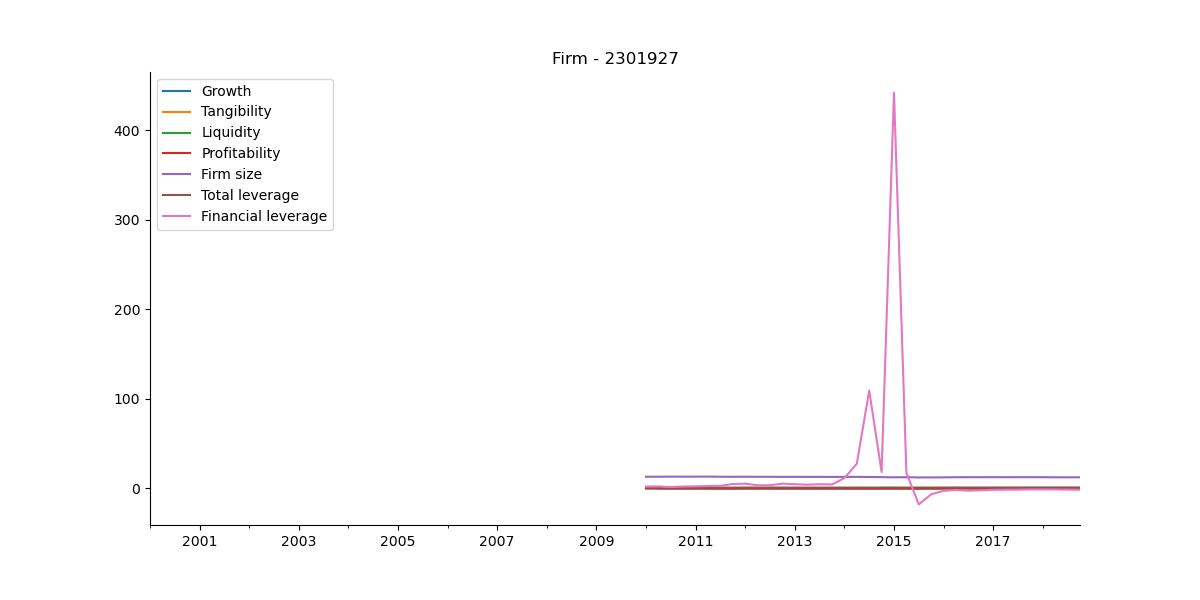 Firm - 2301927
Growth
Tangibility
Liquidity
Profitability
Firm size
Total leverage
Financial leverage
400
300
200
100
0
2001 2003 2005 2007 2009 2011 2013 2015 2017